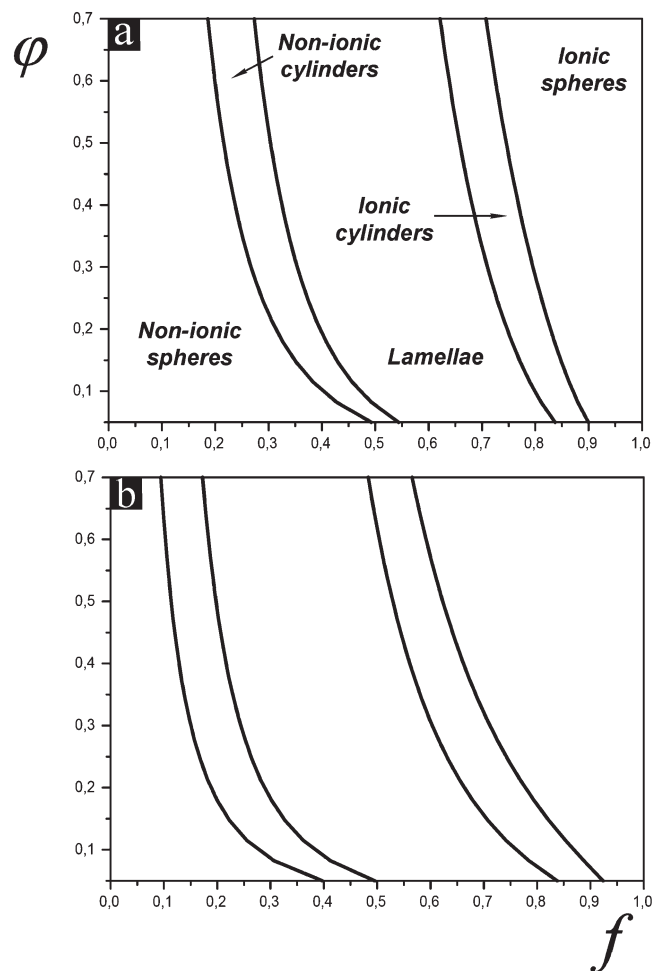 φ
a
0,7
0,5
0,4
0,3
0,2
0,1
Non-ionic
cylinders
Ionic
spheres
Ionic
cylinders
Non-ionic
spheres
Lamellae
0,0 0,1 0,2 0,3 0,4 0,5 0,6 0,7 0,8 0,9 1,0
b
0,7
0,6
0,5
0,4
0,3
0,2
0,1
0,0 0,1 0,2 0,3 0,4 0,5 0,6 0,7 0,8 0,9 1,0
f